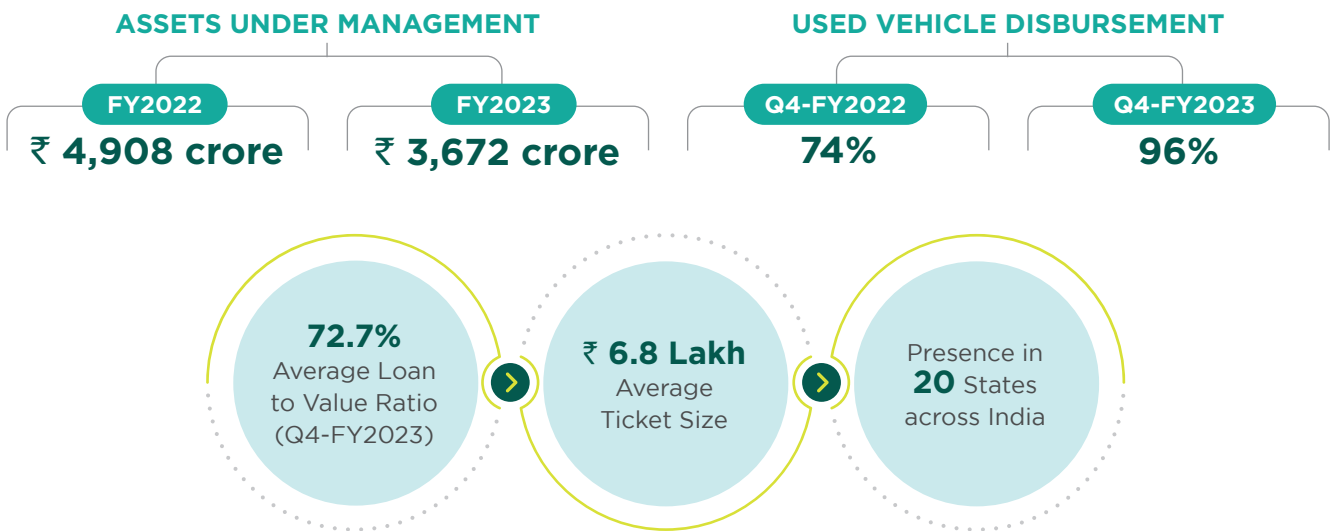 ASSETS UNDER MANAGEMENT
FY2022
₹ 4,908 crore
FY2023
₹ 3,672 crore
USED VEHICLE DISBURSEMENT
Q4-FY2022
74%
Q4-FY2023
96%
72.7%
Average Loan
to Value Ratio
(Q4-FY2023)
₹ 6.8 Lakh
Average
Ticket Size
Presence in
20 States
across India